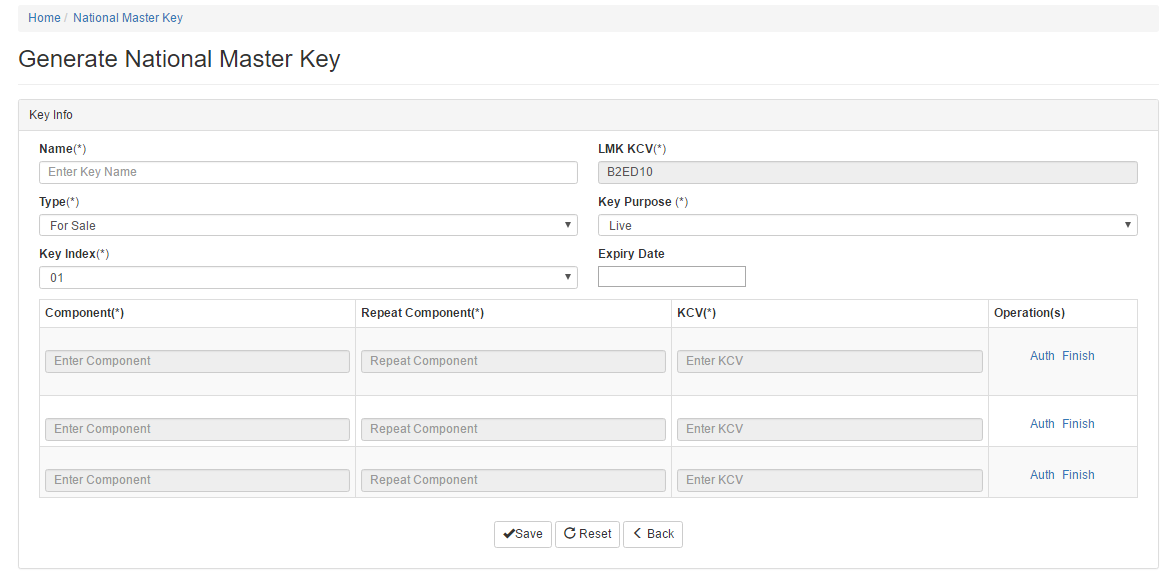 Home / National Master Key
Generate National Master Key
Key Info
Name(*) LMK KCV(*)
Enter Key Name B2ED10
Type(*) Key Purpose (*)
For Sale Live
Key Index(*) Expiry Date
01
Component(*) Repeat Component(*) KCV(*) Operation(s)
Enter Component Repeat Component Enter KCV Auth Finish
Enter Component Repeat Component Enter KCV Auth Finish
Enter Component Repeat Component Enter KCV Auth Finish
Save Reset Back